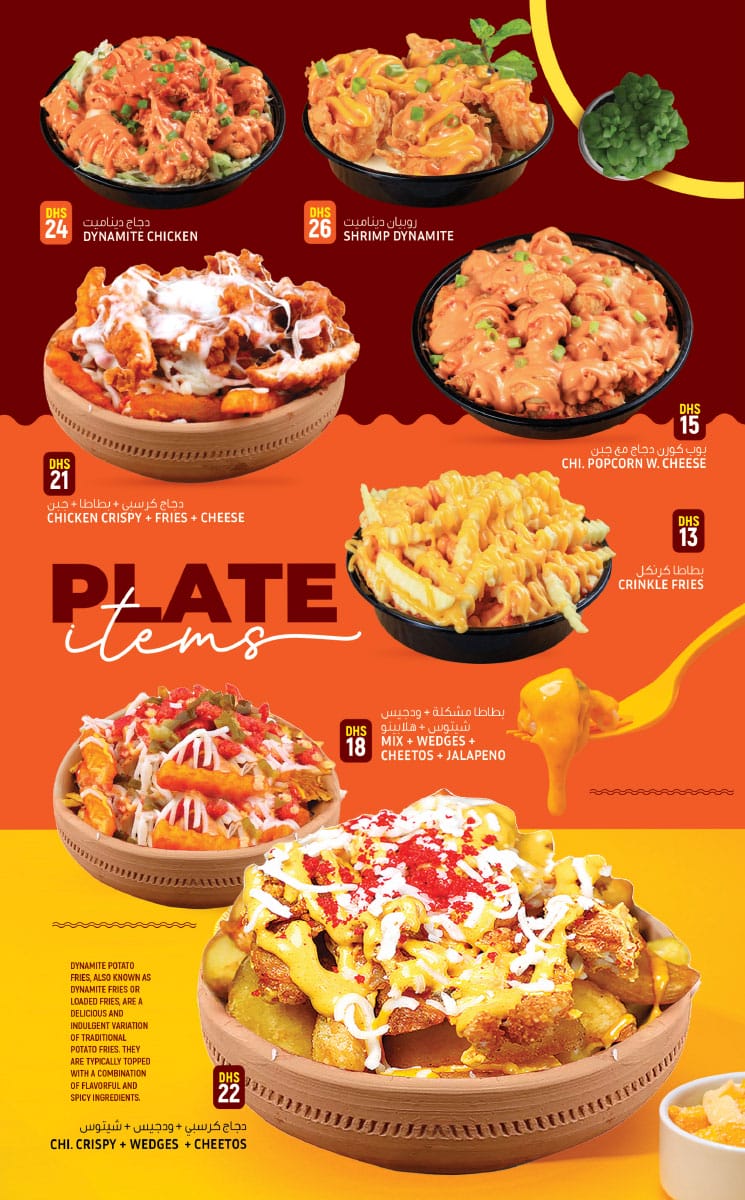 DHS
24
دجاج ديناميت
DYNAMITE CHICKEN
DHS
26
روبيان ديناميت
SHRIMP DYNAMITE
DHS
21
دجاج كرسبي + بطاطا + جبن
CHICKEN CRISPY + FRIES + CHEESE
DHS
15
بوب كورن دجاج مع جبن
CHI. POPCORN W. CHEESE
DHS
13
بطاطا كرنكل
CRINKLE FRIES
PLATE
items
DHS
18
بطاطا مشكلة + ودجيس
شيتوس + هلابينو
MIX + WEDGES +
CHEETOS + JALAPENO
DYNAMITE POTATO
FRIES, ALSO KNOWN AS
DYNAMITE FRIES OR
LOADED FRIES, ARE A
DELICIOUS AND
INDULGENT VARIATION
OF TRADITIONAL
POTATO FRIES. THEY
ARE TYPICALLY TOPPED
WITH A COMBINATION
OF FLAVORFUL AND
SPICY INGREDIENTS.
DHS
22
دجاج كرسبي + ودجيس + شيتوس
CHI. CRISPY + WEDGES + CHEETOS